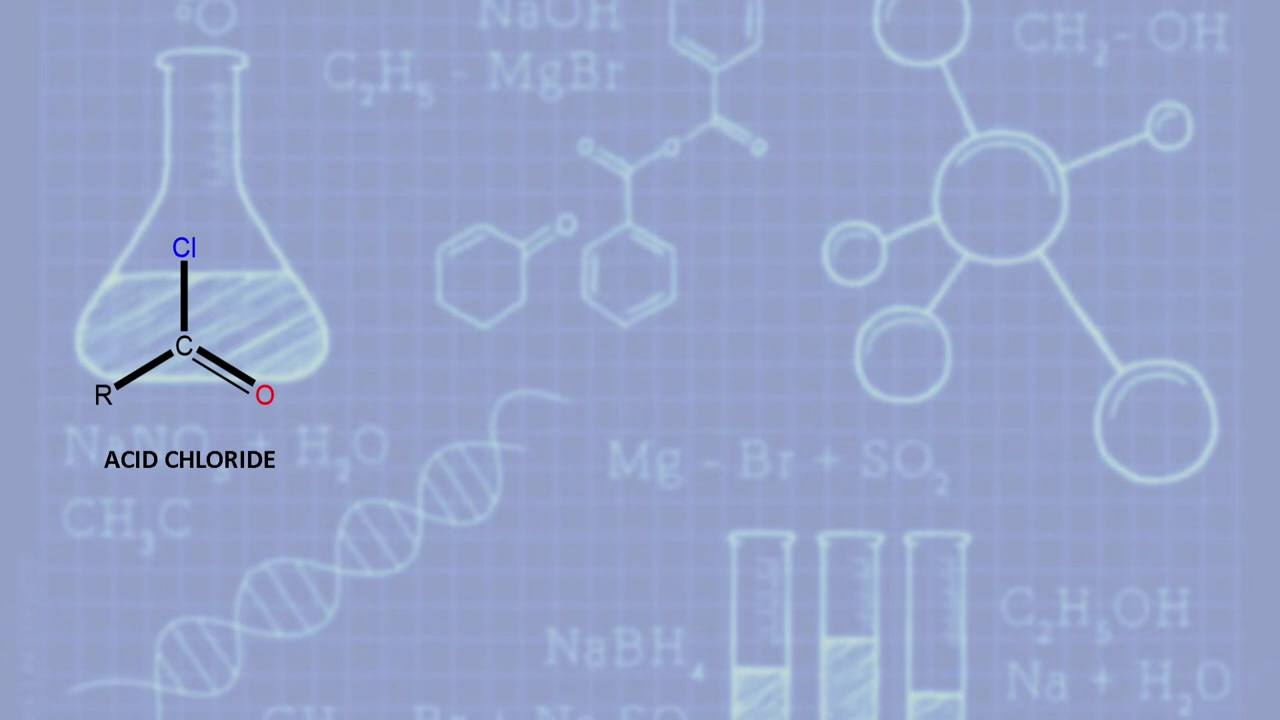 NaOH
C₂H₅ - MgBr
CH₂- OH
O
O
O
O
Cl
C
R
O
NaNO₃ + H₂O
ACID CHLORIDE
Mg - Br + SO₂
CH₃C
C₂H₅OH
NaBH₄
Na + H₂O